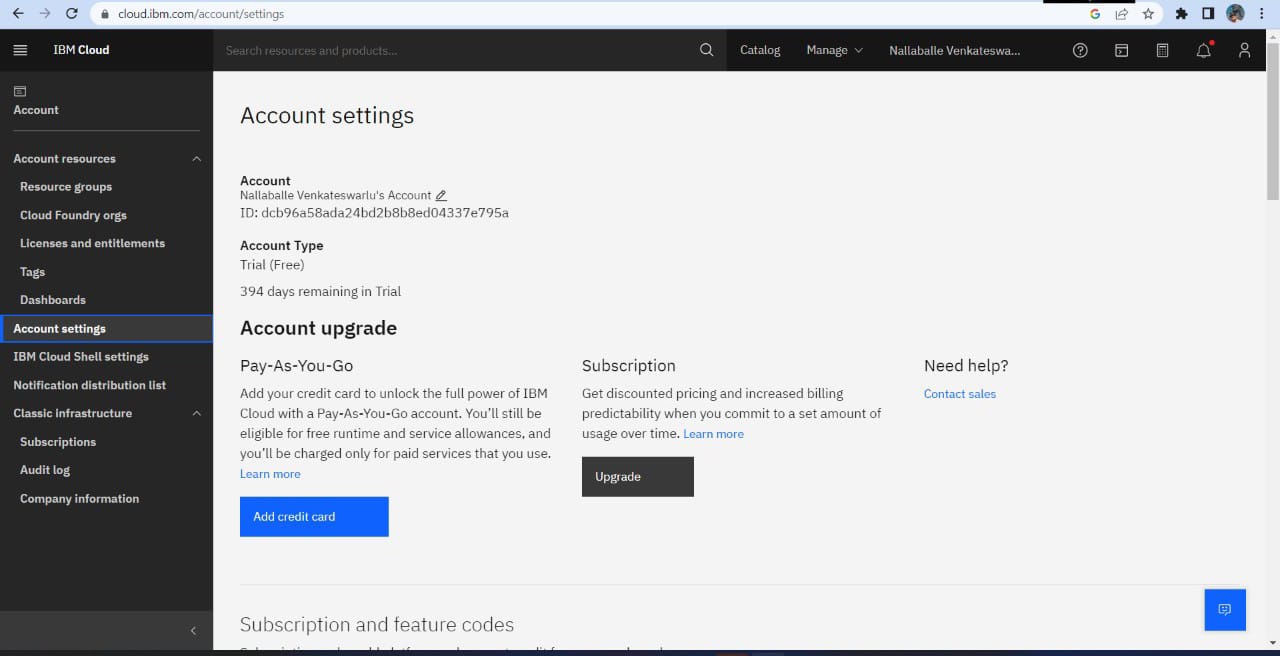 cloud.ibm.com/account/settings
IBM Cloud
Search resources and products...
Catalog
Manage
Nallaballe Venkateswa...
Account
Account resources
Resource groups
Cloud Foundry orgs
Licenses and entitlements
Tags
Dashboards
Account settings
IBM Cloud Shell settings
Notification distribution list
Classic infrastructure
Subscriptions
Audit log
Company information
Account settings
Account
Nallaballe Venkateswarlu's Account
ID: dcb96a58ada24bd2b8b8ed04337e795a
Account Type
Trial (Free)
394 days remaining in Trial
Account upgrade
Pay-As-You-Go
Add your credit card to unlock the full power of IBM
Cloud with a Pay-As-You-Go account. You'll still be
eligible for free runtime and service allowances, and
you'll be charged only for paid services that you use.
Learn more
Add credit card
Subscription
Get discounted pricing and increased billing
predictability when you commit to a set amount of
usage over time. Learn more
Upgrade
Need help?
Contact sales
Subscription and feature codes